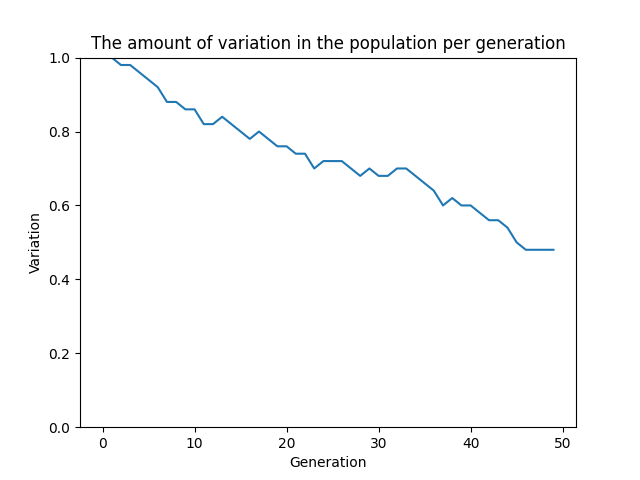 The amount of variation in the population per generation
1.0
0.8
0.6
0.4
0.2
0.0
Variation
0 10 20 30 40 50
Generation